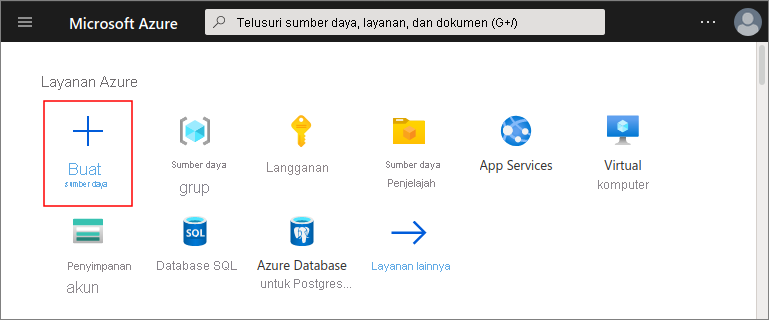 Microsoft Azure
Telusuri sumber daya, layanan, dan dokumen (G+/)
Layanan Azure
Buat
sumber daya
Sumber daya
grup
Langganan
Sumber daya
Penjelajah
App Services
Virtual
komputer
Penyimpanan
akun
SQL
Database SQL
Azure Database
untuk Postgres...
Layanan lainnya